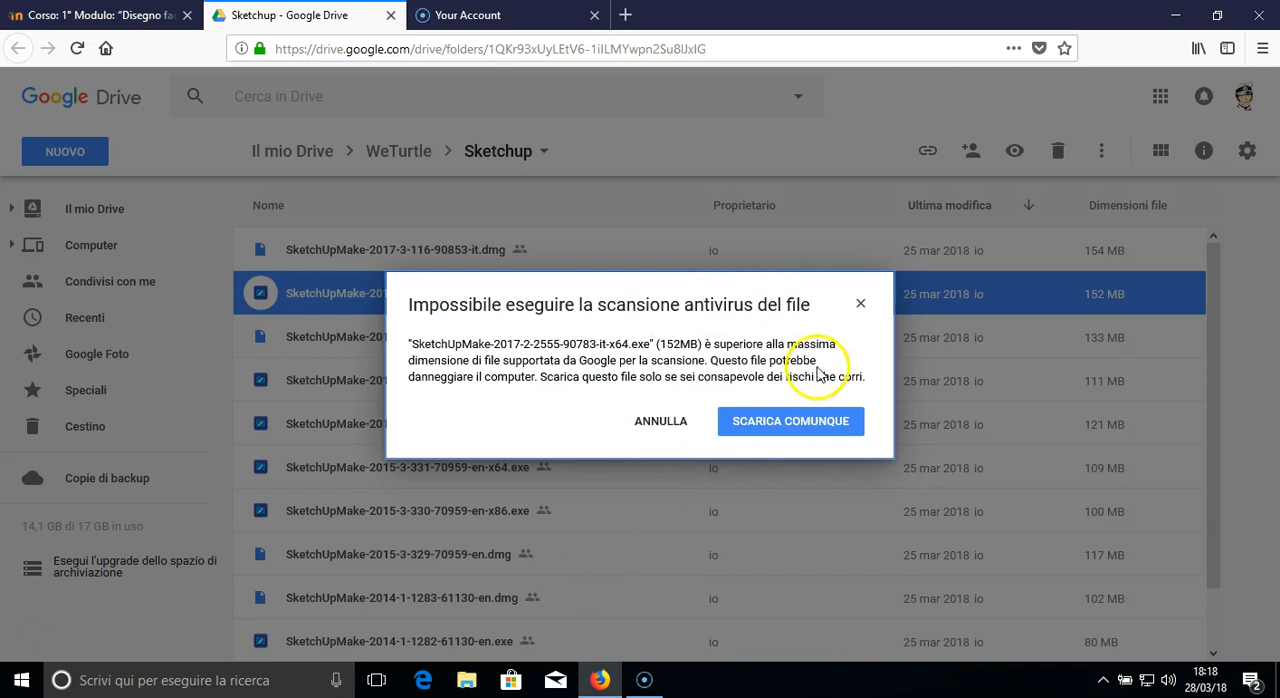 Corso: 1° Modulo: "Disegno fac
Sketchup - Google Drive
Your Account
https://drive.google.com/drive/folders/1QKr93xUyLEtV6-1iILMYwpn2Su8lJxIG
Google Drive
Cerca in Drive
NUOVO
Il mio Drive
WeTurtle
Sketchup
Il mio Drive
Computer
Condivisi con me
Recenti
Google Foto
Speciali
Cestino
Copie di backup
14,1 GB di 17 GB in uso
Esegui l'upgrade dello spazio di
archiviazione
Nome Proprietario Ultima modifica Dimensioni file
SketchUpMake-2017-3-116-90853-it.dmg io 25 mar 2018 io 154 MB
SketchUpMake-201 25 mar 2018 io 152 MB
SketchUpMake-201 25 mar 2018 io 133 MB
SketchUpMake-201 25 mar 2018 io 111 MB
SketchUpMake-201 25 mar 2018 io 121 MB
SketchUpMake-2015-3-331-70959-en-x64.exe io 25 mar 2018 io 109 MB
SketchUpMake-2015-3-330-70959-en-x86.exe io 25 mar 2018 io 100 MB
SketchUpMake-2015-3-329-70959-en.dmg io 25 mar 2018 io 117 MB
SketchUpMake-2014-1-1283-61130-en.dmg io 25 mar 2018 io 102 MB
SketchUpMake-2014-1-1282-61130-en.exe io 25 mar 2018 io 80 MB
Impossibile eseguire la scansione antivirus del file
"SketchUpMake-2017-2-2555-90783-it-x64.exe" (152MB) è superiore alla massima
dimensione di file supportata da Google per la scansione. Questo file potrebbe
danneggiare il computer. Scarica questo file solo se sei consapevole dei rischi che corri.
ANNULLA
SCARICA COMUNQUE
Scrivi qui per eseguire la ricerca
18:18
28/03/18
2